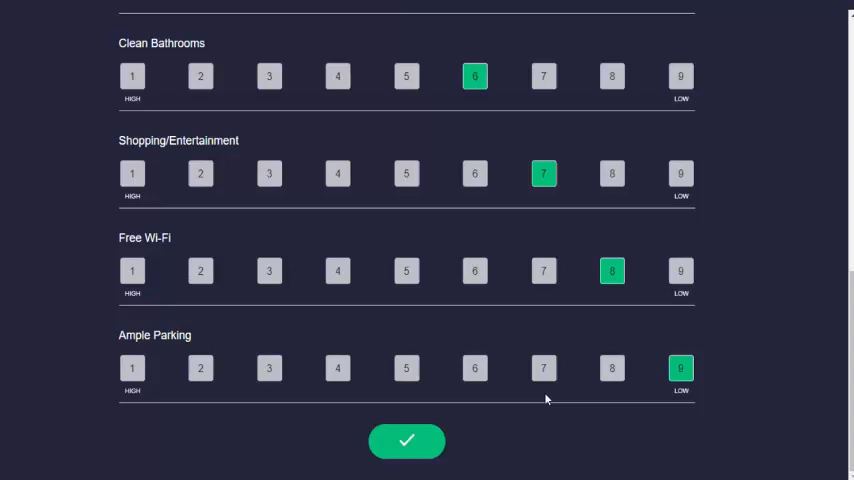 Clean Bathrooms
1 2 3 4 5 6 7 8 9
HIGH LOW
Shopping/Entertainment
1 2 3 4 5 6 7 8 9
HIGH LOW
Free Wi-Fi
1 2 3 4 5 6 7 8 9
HIGH LOW
Ample Parking
1 2 3 4 5 6 7 8 9
HIGH LOW